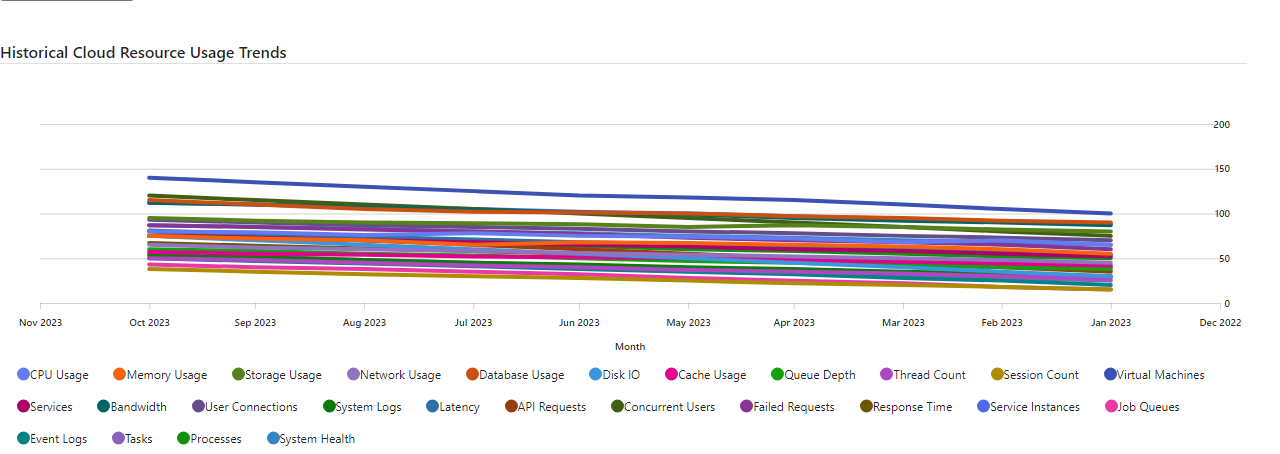 Historical Cloud Resource Usage Trends
200
150
100
50
0
Nov 2023 Oct 2023 Sep 2023 Aug 2023 Jul 2023 Jun 2023 May 2023 Apr 2023 Mar 2023 Feb 2023 Jan 2023 Dec 2022
Month
CPU Usage Memory Usage Storage Usage Network Usage Database Usage Disk IO Cache Usage Queue Depth Thread Count Session Count Virtual Machines
Services Bandwidth User Connections System Logs Latency API Requests Concurrent Users Failed Requests Response Time Service Instances Job Queues
Event Logs Tasks Processes System Health